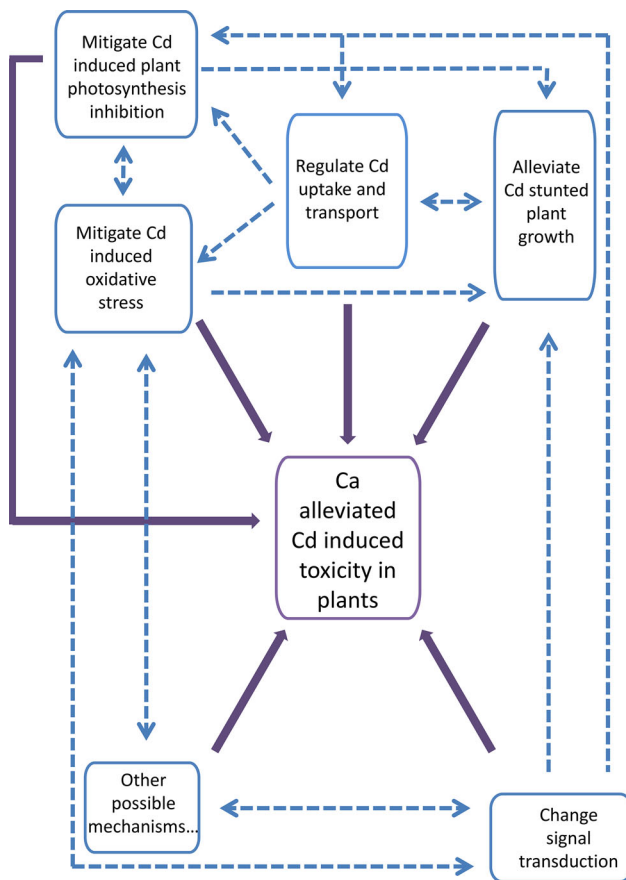 Mitigate Cd
induced plant
photosynthesis
inhibition
Regulate Cd
uptake and
transport
Alleviate
Cd stunted
plant
growth
Mitigate Cd
induced
oxidative
stress
Ca
alleviated
Cd induced
toxicity in
plants
Other
possible
mechanisms...
Change
signal
transduction